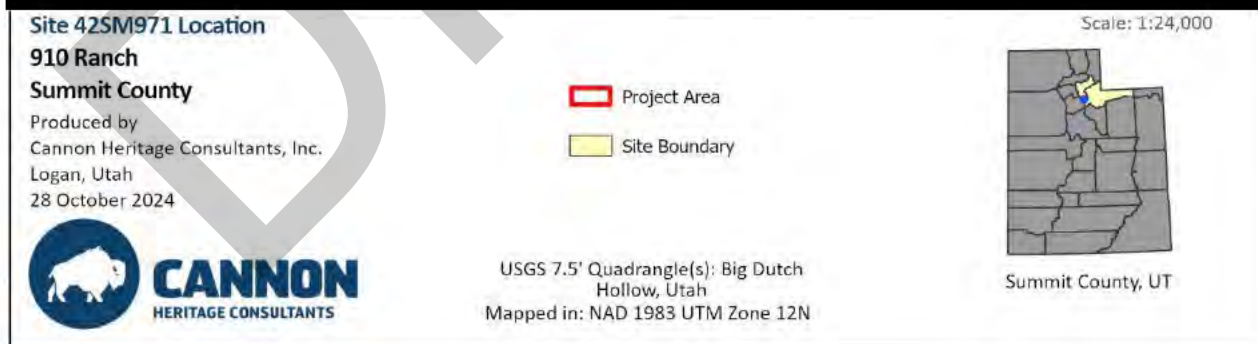 Site 42SM971 Location
910 Ranch
Summit County
Produced by
Cannon Heritage Consultants, Inc.
Logan, Utah
28 October 2024
CANNON
HERITAGE CONSULTANTS
Project Area
Site Boundary
USGS 7.5' Quadrangle(s): Big Dutch
Hollow, Utah
Mapped in: NAD 1983 UTM Zone 12N
Scale: 1:24,000
Summit County, UT